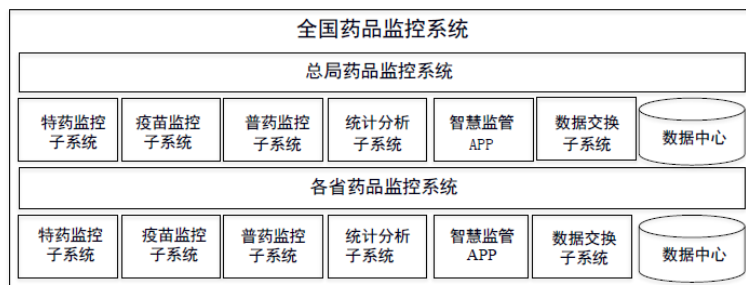 全国药品监控系统
总局药品监控系统
特药监控
子系统
疫苗监控
子系统
普药监控
子系统
统计分析
子系统
智慧监管
APP
数据交换
子系统
数据中心
各省药品监控系统
特药监控
子系统
疫苗监控
子系统
普药监控
子系统
统计分析
子系统
智慧监管
APP
数据交换
子系统
数据中心